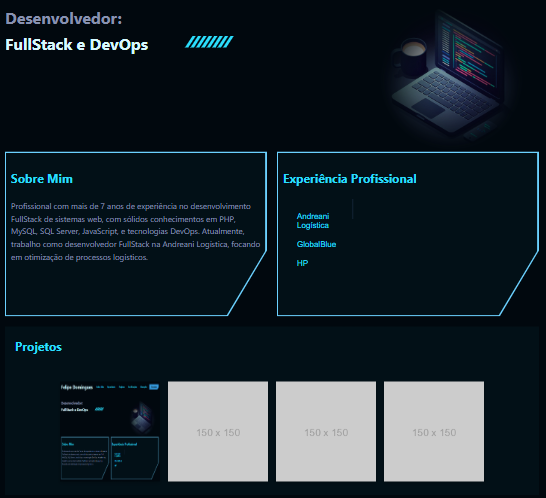 Desenvolvedor:
FullStack e DevOps
Sobre Mim
Profissional com mais de 7 anos de experiência no desenvolvimento
FullStack de sistemas web, com sólidos conhecimentos em PHP,
MySQL, SQL Server, JavaScript, e tecnologias DevOps. Atualmente,
trabalho como desenvolvedor FullStack na Andreani Logística, focando
em otimização de processos logísticos.
Experiência Profissional
Andreani
Logística
GlobalBlue
HP
Projetos
Felipe Domingues
Desenvolvedor:
FullStack e DevOps
Sobre Mim
Experiência Profissional
150 x 150
150 x 150
150 x 150